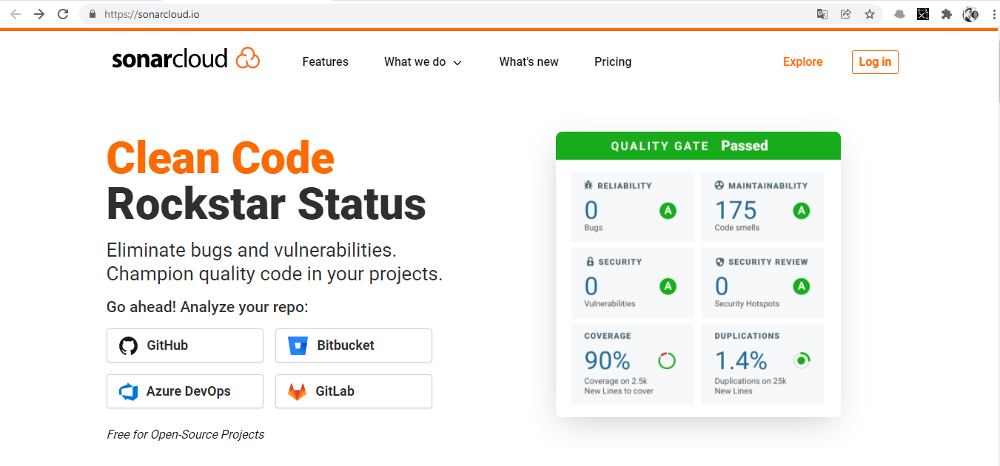 https://sonarcloud.io
sonarcloud
Features
What we do
What's new
Pricing
Explore
Log in
Clean Code
Rockstar Status
Eliminate bugs and vulnerabilities.
Champion quality code in your projects.
Go ahead! Analyze your repo:
GitHub
Bitbucket
Azure DevOps
GitLab
Free for Open-Source Projects
QUALITY GATE Passed
RELIABILITY
0 A
Bugs
MAINTAINABILITY
175 A
Code smells
SECURITY
0 A
Vulnerabilities
SECURITY REVIEW
0 A
Security Hotspots
COVERAGE
90%
Coverage on 2.5k
New Lines to cover
DUPLICATIONS
1.4%
Duplications on 25k
New Lines